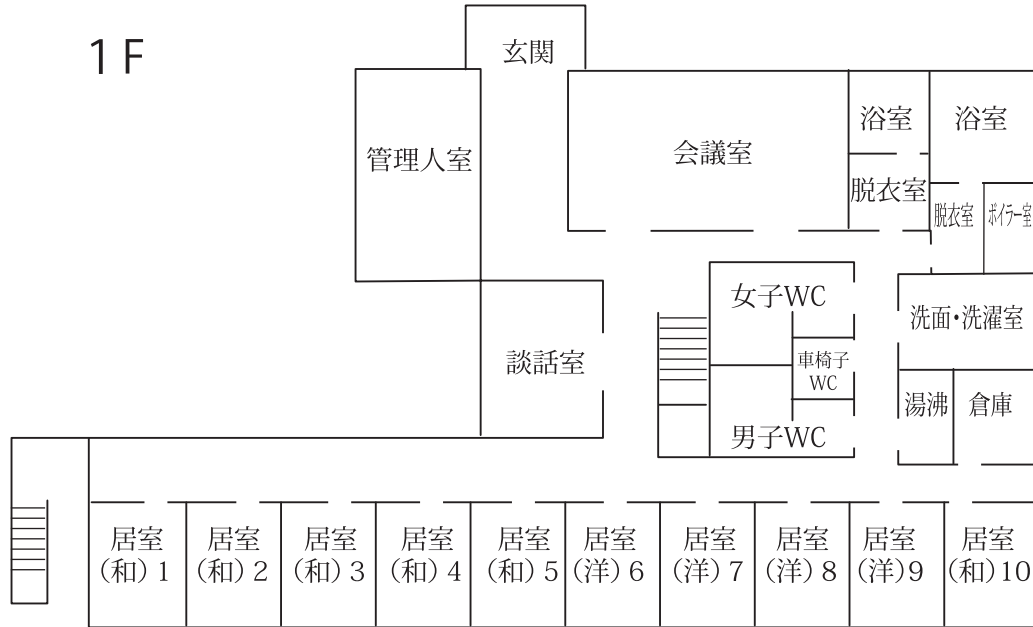 1 F
玄関
管理人室
会議室
浴室
浴室
脱衣室
脱衣室
ボイラー室
女子WC
洗面・洗濯室
談話室
車椅子
WC
湯沸
倉庫
男子WC
居室
(和) 1
居室
(和) 2
居室
(和) 3
居室
(和) 4
居室
(和) 5
居室
(洋) 6
居室
(洋) 7
居室
(洋) 8
居室
(洋) 9
居室
(和) 10